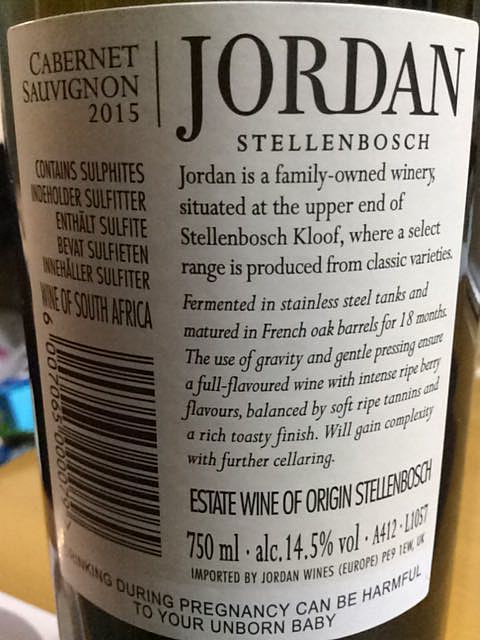 CABERNET
SAUVIGNON
2015
JORDAN
STELLENBOSCH
CONTAINS SULPHITES
INDEHOLDER SULFITTER
ENTHÄLT SULFITE
BEVAT SULFIETEN
INNEHÅLLER SULFITER
WINE OF SOUTH AFRICA
Jordan is a family-owned winery,
situated at the upper end of
Stellenbosch Kloof, where a select
range is produced from classic varieties.
Fermented in stainless steel tanks and
matured in French oak barrels for 18 months.
The use of gravity and gentle pressing ensure
a full-flavoured wine with intense ripe berry
flavours, balanced by soft ripe tannins and
a rich toasty finish. Will gain complexity
with further cellaring.
ESTATE WINE OF ORIGIN STELLENBOSCH
750 ml · alc.14.5% vol · A412 · L1057
IMPORTED BY JORDAN WINES (EUROPE) PE9 1EW, UK
DRINKING DURING PREGNANCY CAN BE HARMFUL
TO YOUR UNBORN BABY